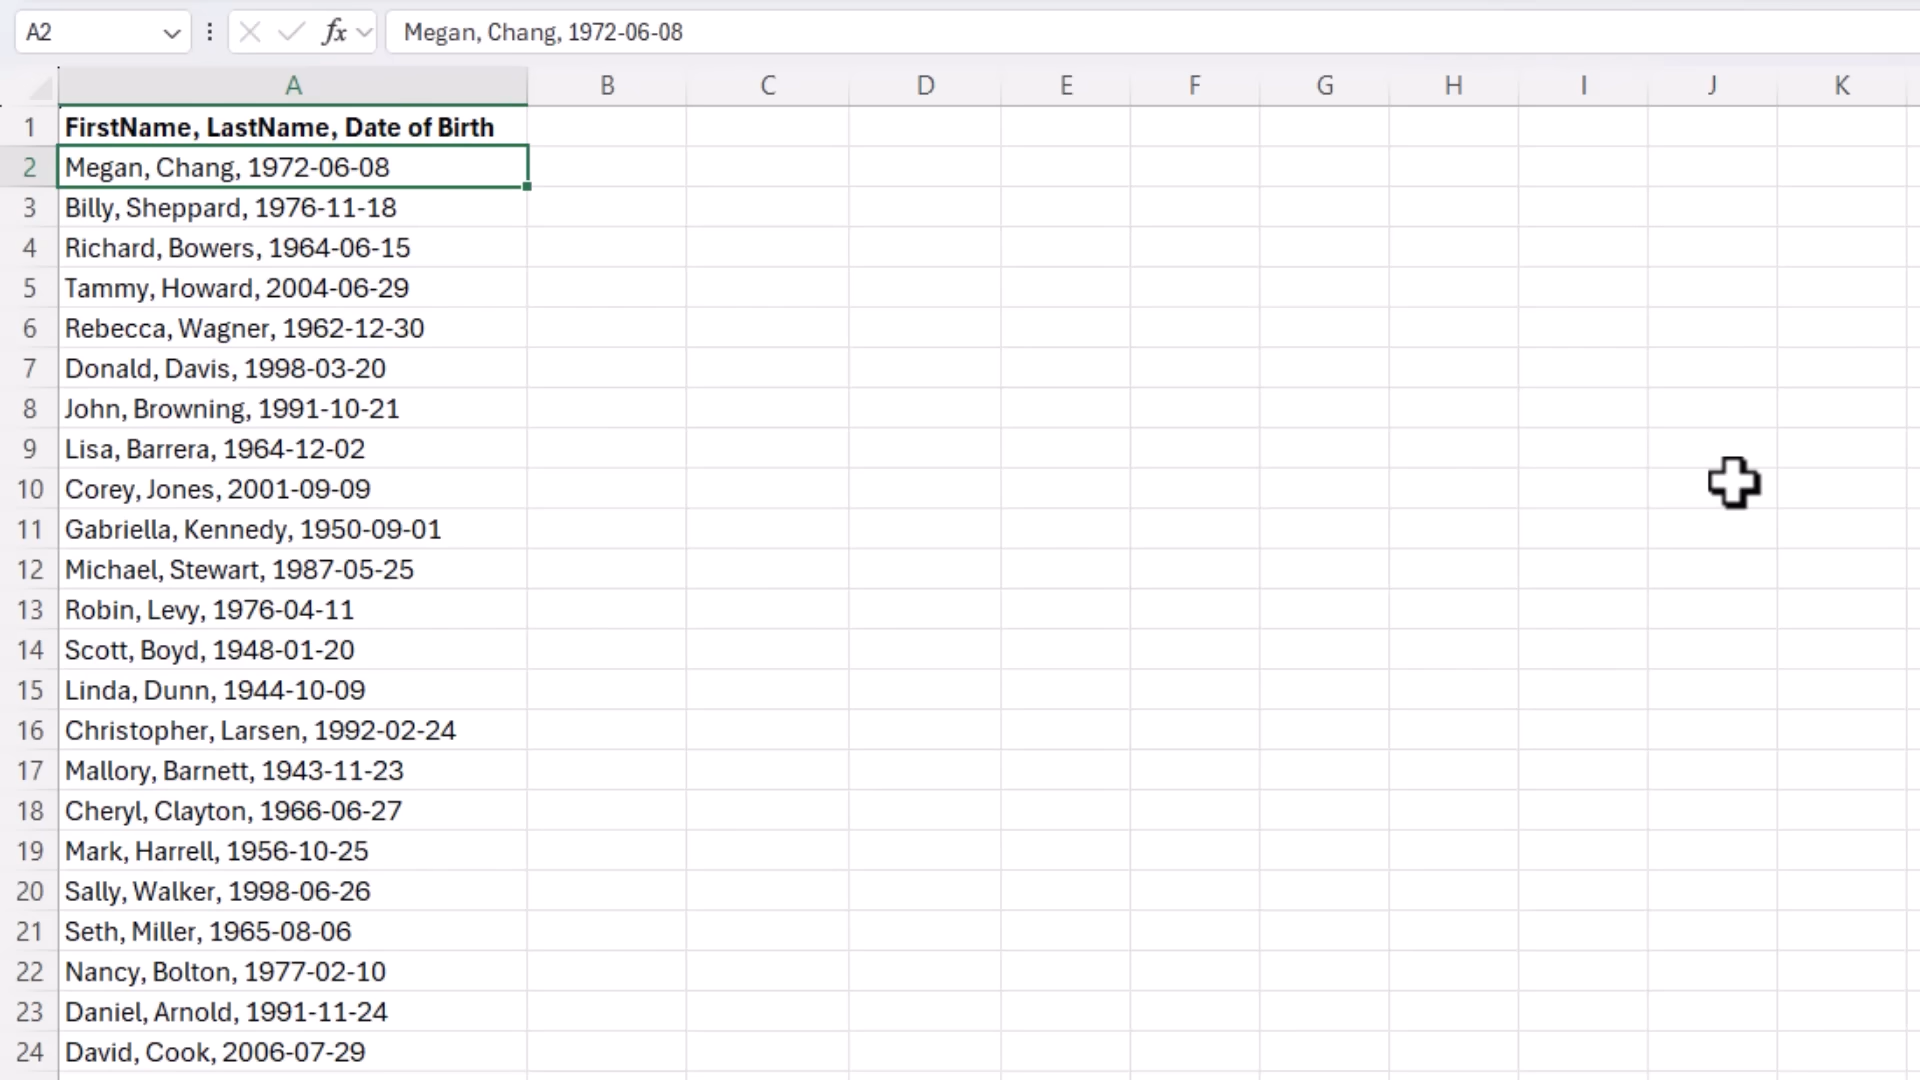 A2 fx Megan, Chang, 1972-06-08
A B C D E F G H I J K
1 FirstName, LastName, Date of Birth
2 Megan, Chang, 1972-06-08
3 Billy, Sheppard, 1976-11-18
4 Richard, Bowers, 1964-06-15
5 Tammy, Howard, 2004-06-29
6 Rebecca, Wagner, 1962-12-30
7 Donald, Davis, 1998-03-20
8 John, Browning, 1991-10-21
9 Lisa, Barrera, 1964-12-02
10 Corey, Jones, 2001-09-09
11 Gabriella, Kennedy, 1950-09-01
12 Michael, Stewart, 1987-05-25
13 Robin, Levy, 1976-04-11
14 Scott, Boyd, 1948-01-20
15 Linda, Dunn, 1944-10-09
16 Christopher, Larsen, 1992-02-24
17 Mallory, Barnett, 1943-11-23
18 Cheryl, Clayton, 1966-06-27
19 Mark, Harrell, 1956-10-25
20 Sally, Walker, 1998-06-26
21 Seth, Miller, 1965-08-06
22 Nancy, Bolton, 1977-02-10
23 Daniel, Arnold, 1991-11-24
24 David, Cook, 2006-07-29